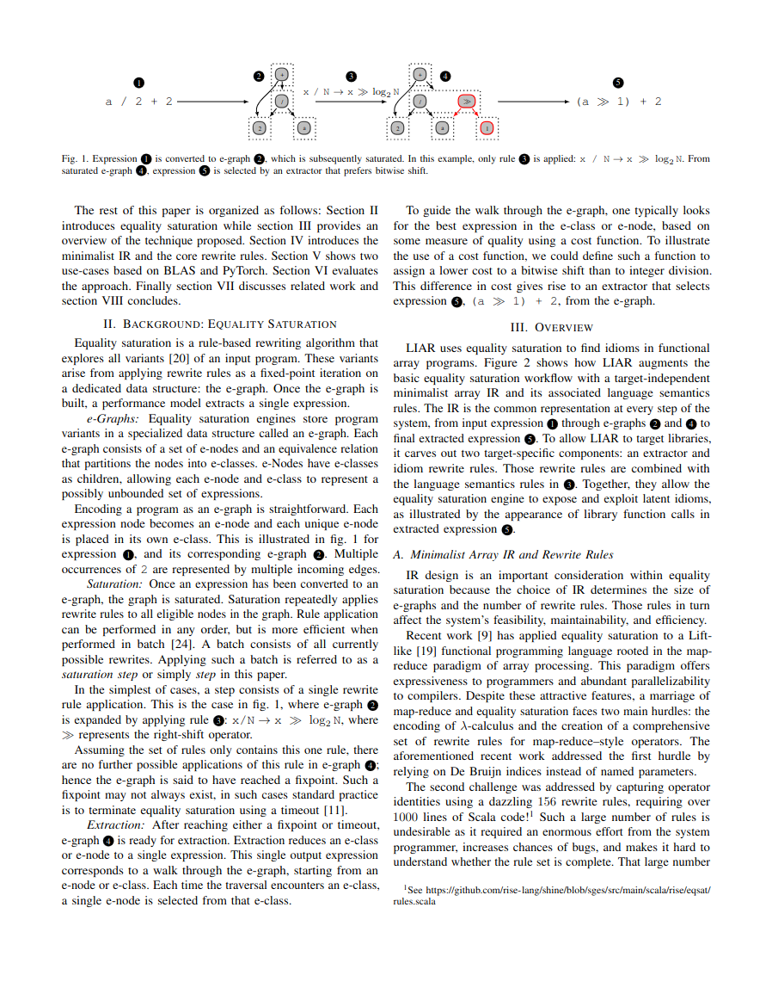 1
a / 2 + 2
2
+
/
2
a
3
x / N → x ≫ log2 N
4
+
/
≫
2
a
1
5
(a ≫ 1) + 2
Fig. 1. Expression 1 is converted to e-graph 2, which is subsequently saturated. In this example, only rule 3 is applied: x / N → x ≫ log2 N. From
saturated e-graph 4, expression 5 is selected by an extractor that prefers bitwise shift.
The rest of this paper is organized as follows: Section II
introduces equality saturation while section III provides an
overview of the technique proposed. Section IV introduces the
minimalist IR and the core rewrite rules. Section V shows two
use-cases based on BLAS and PyTorch. Section VI evaluates
the approach. Finally section VII discusses related work and
section VIII concludes.
II. BACKGROUND: EQUALITY SATURATION
Equality saturation is a rule-based rewriting algorithm that
explores all variants [20] of an input program. These variants
arise from applying rewrite rules as a fixed-point iteration on
a dedicated data structure: the e-graph. Once the e-graph is
built, a performance model extracts a single expression.
e-Graphs: Equality saturation engines store program
variants in a specialized data structure called an e-graph. Each
e-graph consists of a set of e-nodes and an equivalence relation
that partitions the nodes into e-classes. e-Nodes have e-classes
as children, allowing each e-node and e-class to represent a
possibly unbounded set of expressions.
Encoding a program as an e-graph is straightforward. Each
expression node becomes an e-node and each unique e-node
is placed in its own e-class. This is illustrated in fig. 1 for
expression 1, and its corresponding e-graph 2. Multiple
occurrences of 2 are represented by multiple incoming edges.
Saturation: Once an expression has been converted to an
e-graph, the graph is saturated. Saturation repeatedly applies
rewrite rules to all eligible nodes in the graph. Rule application
can be performed in any order, but is more efficient when
performed in batch [24]. A batch consists of all currently
possible rewrites. Applying such a batch is referred to as a
saturation step or simply step in this paper.
In the simplest of cases, a step consists of a single rewrite
rule application. This is the case in fig. 1, where e-graph 2
is expanded by applying rule 3: x/N → x ≫ log2 N, where
≫ represents the right-shift operator.
Assuming the set of rules only contains this one rule, there
are no further possible applications of this rule in e-graph 4;
hence the e-graph is said to have reached a fixpoint. Such a
fixpoint may not always exist, in such cases standard practice
is to terminate equality saturation using a timeout [11].
Extraction: After reaching either a fixpoint or timeout,
e-graph 4 is ready for extraction. Extraction reduces an e-class
or e-node to a single expression. This single output expression
corresponds to a walk through the e-graph, starting from an
e-node or e-class. Each time the traversal encounters an e-class,
a single e-node is selected from that e-class.
To guide the walk through the e-graph, one typically looks
for the best expression in the e-class or e-node, based on
some measure of quality using a cost function. To illustrate
the use of a cost function, we could define such a function to
assign a lower cost to a bitwise shift than to integer division.
This difference in cost gives rise to an extractor that selects
expression 5, (a ≫ 1) + 2, from the e-graph.
III. OVERVIEW
LIAR uses equality saturation to find idioms in functional
array programs. Figure 2 shows how LIAR augments the
basic equality saturation workflow with a target-independent
minimalist array IR and its associated language semantics
rules. The IR is the common representation at every step of the
system, from input expression 1 through e-graphs 2 and 4 to
final extracted expression 5. To allow LIAR to target libraries,
it carves out two target-specific components: an extractor and
idiom rewrite rules. Those rewrite rules are combined with
the language semantics rules in 3. Together, they allow the
equality saturation engine to expose and exploit latent idioms,
as illustrated by the appearance of library function calls in
extracted expression 5.
A. Minimalist Array IR and Rewrite Rules
IR design is an important consideration within equality
saturation because the choice of IR determines the size of
e-graphs and the number of rewrite rules. Those rules in turn
affect the system's feasibility, maintainability, and efficiency.
Recent work [9] has applied equality saturation to a Lift-
like [19] functional programming language rooted in the map-
reduce paradigm of array processing. This paradigm offers
expressiveness to programmers and abundant parallelizability
to compilers. Despite these attractive features, a marriage of
map-reduce and equality saturation faces two main hurdles: the
encoding of λ-calculus and the creation of a comprehensive
set of rewrite rules for map-reduce–style operators. The
aforementioned recent work addressed the first hurdle by
relying on De Bruijn indices instead of named parameters.
The second challenge was addressed by capturing operator
identities using a dazzling 156 rewrite rules, requiring over
1000 lines of Scala code!1 Such a large number of rules is
undesirable as it required an enormous effort from the system
programmer, increases chances of bugs, and makes it hard to
understand whether the rule set is complete. That large number
1See https://github.com/rise-lang/shine/blob/sges/src/main/scala/rise/eqsat/
rules.scala